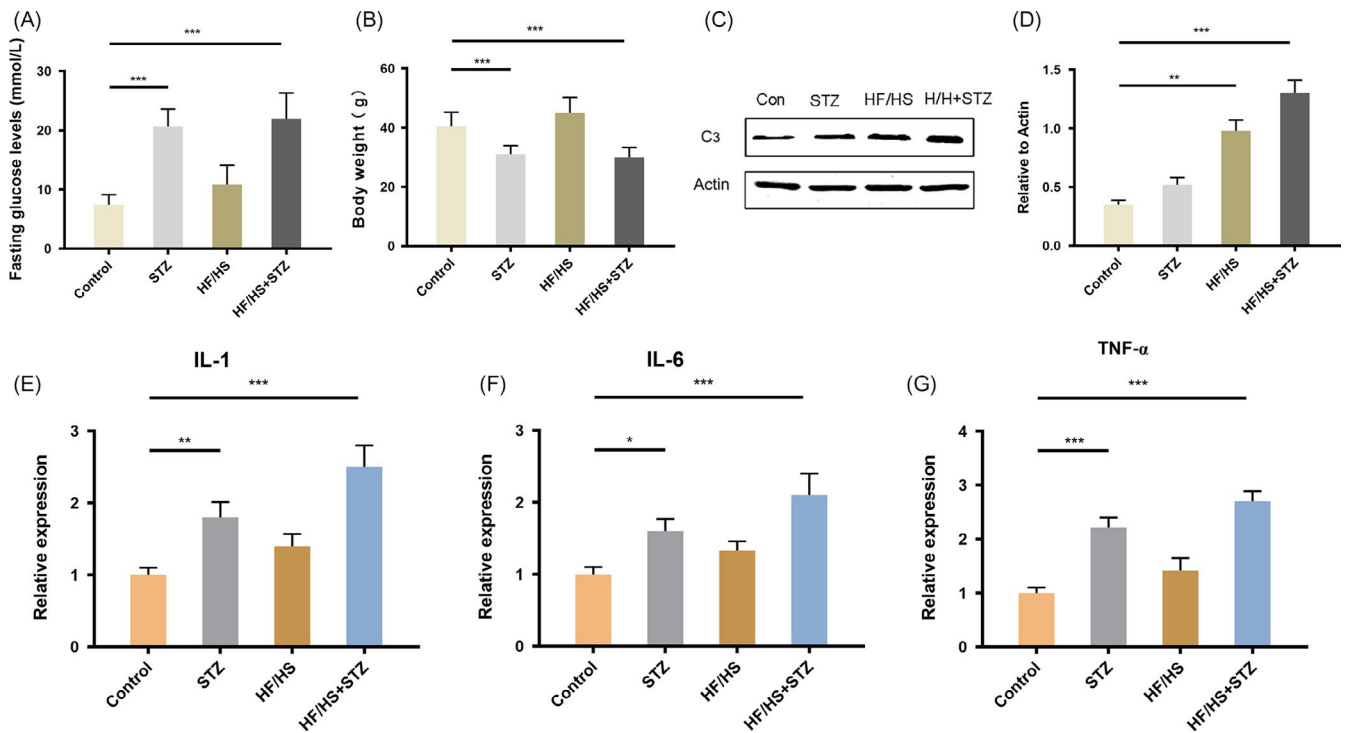 (A)
***
***
Fasting glucose levels (mmol/L)
30
20
10
0
Control
STZ
HF/HS
HF/HS+STZ
(B)
***
***
Body weight（g）
60
40
20
0
Control
STZ
HF/HS
HF/HS+STZ
(C)
Con STZ HF/HS H/H+STZ
C3
Actin
(D)
***
**
Relative to Actin
1.5
1.0
0.5
0.0
Control
STZ
HF/HS
HF/HS+STZ
IL-1
(E)
***
**
Relative expression
3
2
1
0
Control
STZ
HF/HS
HF/HS+STZ
IL-6
(F)
***
*
Relative expression
3
2
1
0
Control
STZ
HF/HS
HF/HS+STZ
TNF-α
(G)
***
***
Relative expression
4
3
2
1
0
Control
STZ
HF/HS
HF/HS+STZ